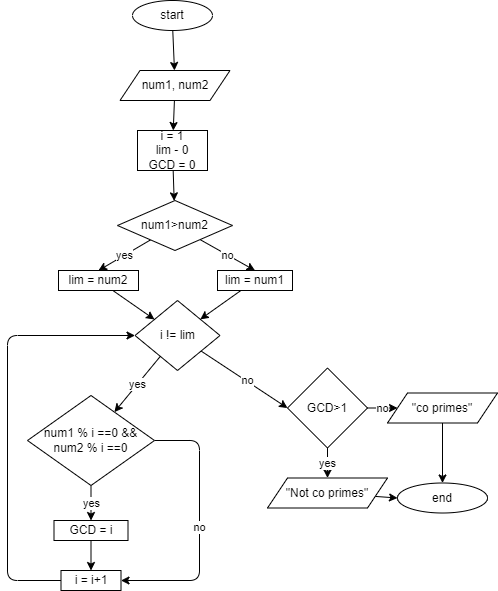 start
num1, num2
i = 1
lim - 0
GCD = 0
num1>num2
yes
no
lim = num2
lim = num1
i != lim
yes
no
GCD>1
no
"co primes"
num1 % i ==0 &&
num2 % i ==0
yes
"Not co primes"
end
yes
GCD = i
no
i = i+1